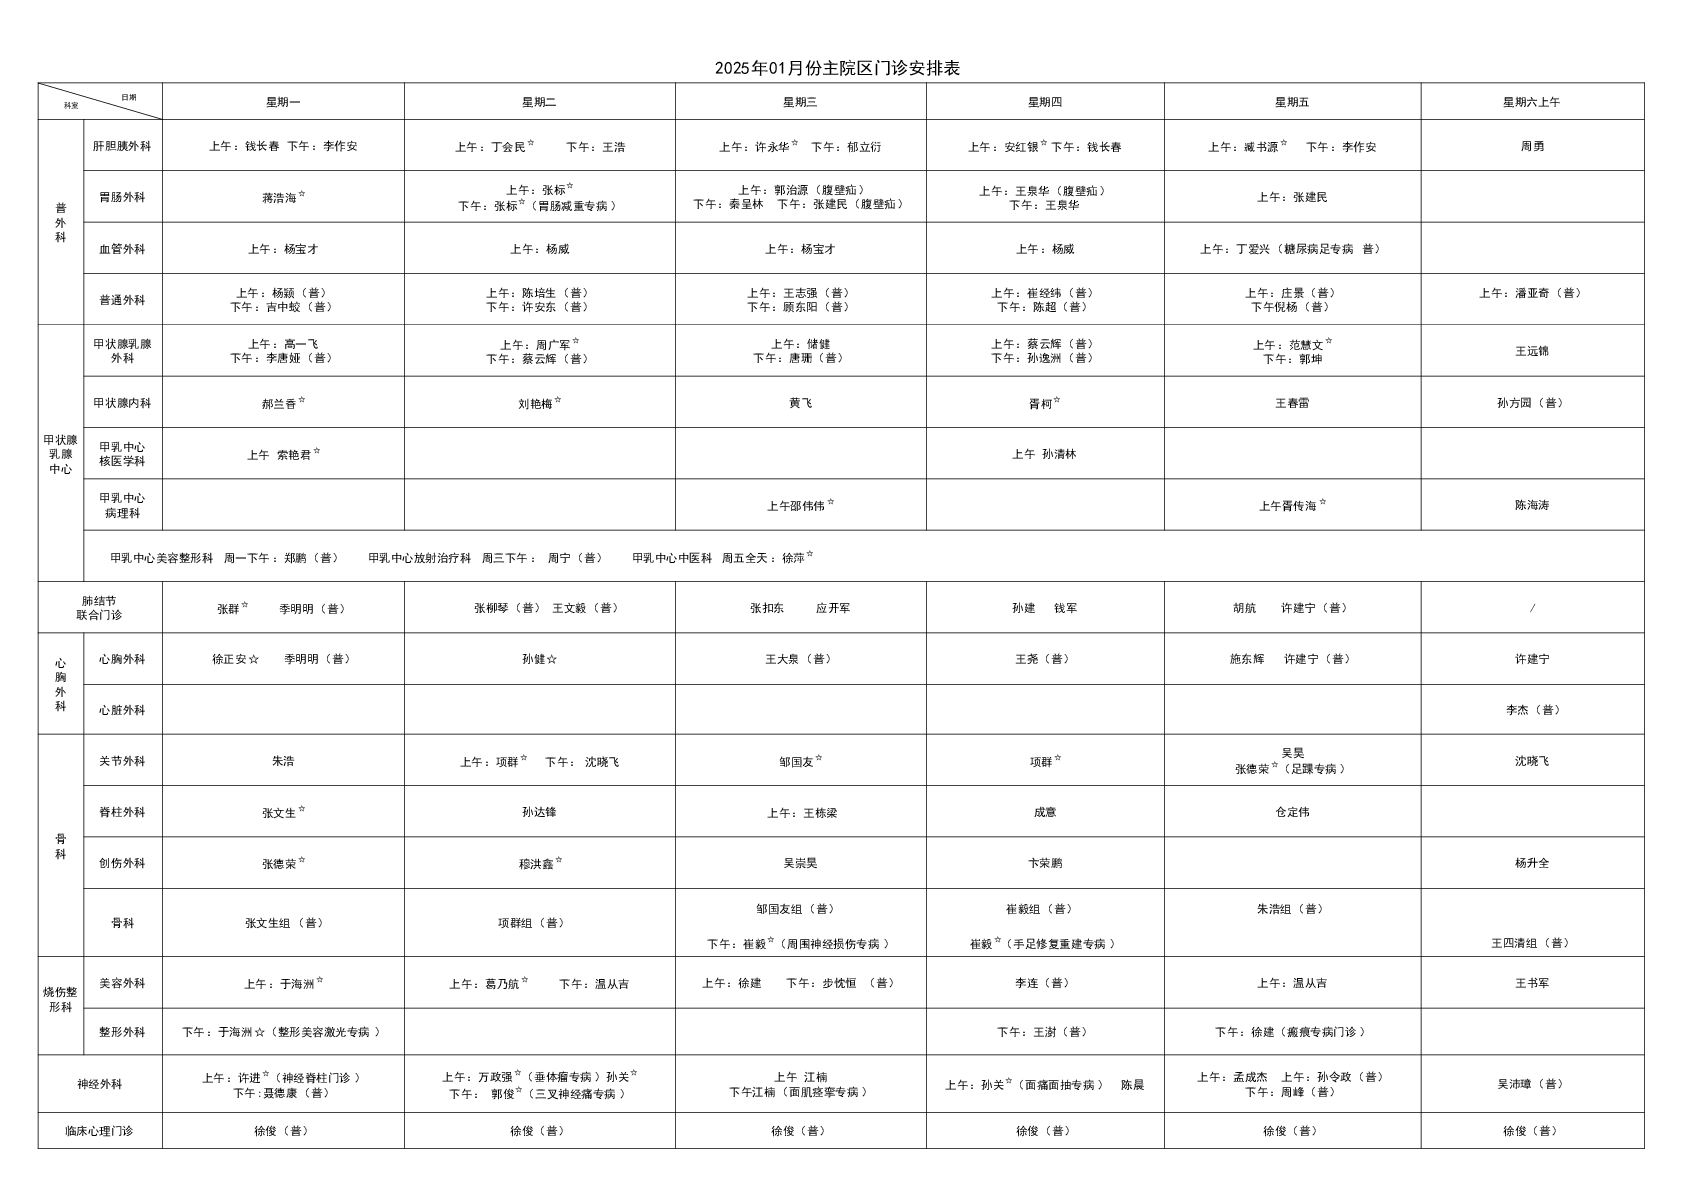 2025年01月份主院区门诊安排表
日期
科室
星期一
星期二
星期三
星期四
星期五
星期六上午
普
外
科
肝胆胰外科
上午：钱长春 下午：李作安
上午：丁会民☆ 下午：王浩
上午：许永华☆ 下午：郁立衍
上午：安红银☆ 下午：钱长春
上午：臧书源☆ 下午：李作安
周勇
胃肠外科
蒋浩海☆
上午：张标☆
下午：张标☆（胃肠减重专病）
上午：郭治源（腹壁疝）
下午：秦呈林 下午：张建民（腹壁疝）
上午：王泉华（腹壁疝）
下午：王泉华
上午：张建民
血管外科
上午：杨宝才
上午：杨威
上午：杨宝才
上午：杨威
上午：丁爱兴（糖尿病足专病 普）
普通外科
上午：杨颖（普）
下午：吉中蛟（普）
上午：陈培生（普）
下午：许安东（普）
上午：王志强（普）
下午：顾东阳（普）
上午：崔经纬（普）
下午：陈超（普）
上午：庄景（普）
下午倪杨（普）
上午：潘亚奇（普）
甲状腺
乳腺
中心
甲状腺乳腺
外科
上午：高一飞
下午：李唐娅（普）
上午：周广军☆
下午：蔡云辉（普）
上午：储健
下午：唐珊（普）
上午：蔡云辉（普）
下午：孙逸洲（普）
上午：范慧文☆
下午：郭坤
王远锦
甲状腺内科
郝兰香☆
刘艳梅☆
黄飞
胥柯☆
王春雷
孙方园（普）
甲乳中心
核医学科
上午 索艳君☆
上午 孙清林
甲乳中心
病理科
上午邵伟伟☆
上午胥传海☆
陈海涛
甲乳中心美容整形科 周一下午：郑鹏（普） 甲乳中心放射治疗科 周三下午： 周宁（普） 甲乳中心中医科 周五全天：徐萍☆
肺结节
联合门诊
张群☆ 季明明（普）
张柳琴（普） 王文毅（普）
张扣东 应开军
孙建 钱军
胡航 许建宁（普）
/
心
胸
外
科
心胸外科
徐正安☆ 季明明（普）
孙健☆
王大泉（普）
王尧（普）
施东辉 许建宁（普）
许建宁
心脏外科
李杰（普）
骨
科
关节外科
朱浩
上午：项群☆ 下午： 沈晓飞
邹国友☆
项群☆
吴昊
张德荣☆（足踝专病）
沈晓飞
脊柱外科
张文生☆
孙达锋
上午：王栋梁
成意
仓定伟
创伤外科
张德荣☆
穆洪鑫☆
吴崇昊
卞荣鹏
杨升全
骨科
张文生组（普）
项群组（普）
邹国友组（普）
下午：崔毅☆（周围神经损伤专病）
崔毅组（普）
崔毅☆（手足修复重建专病）
朱浩组（普）
王四清组（普）
烧伤整
形科
美容外科
上午：于海洲☆
上午：葛乃航☆ 下午：温从吉
上午：徐建 下午：步忱恒 （普）
李连（普）
上午：温从吉
王书军
整形外科
下午：于海洲☆（整形美容激光专病）
下午：王澍（普）
下午：徐建（瘢痕专病门诊）
神经外科
上午：许进☆（神经脊柱门诊）
下午:聂德康（普）
上午：万政强☆（垂体瘤专病）孙关☆
下午： 郭俊☆（三叉神经痛专病）
上午 江楠
下午江楠（面肌痉挛专病）
上午：孙关☆（面痛面抽专病） 陈晨
上午：孟成杰 上午：孙令政（普）
下午：周峰（普）
吴沛璋（普）
临床心理门诊
徐俊（普）
徐俊（普）
徐俊（普）
徐俊（普）
徐俊（普）
徐俊（普）